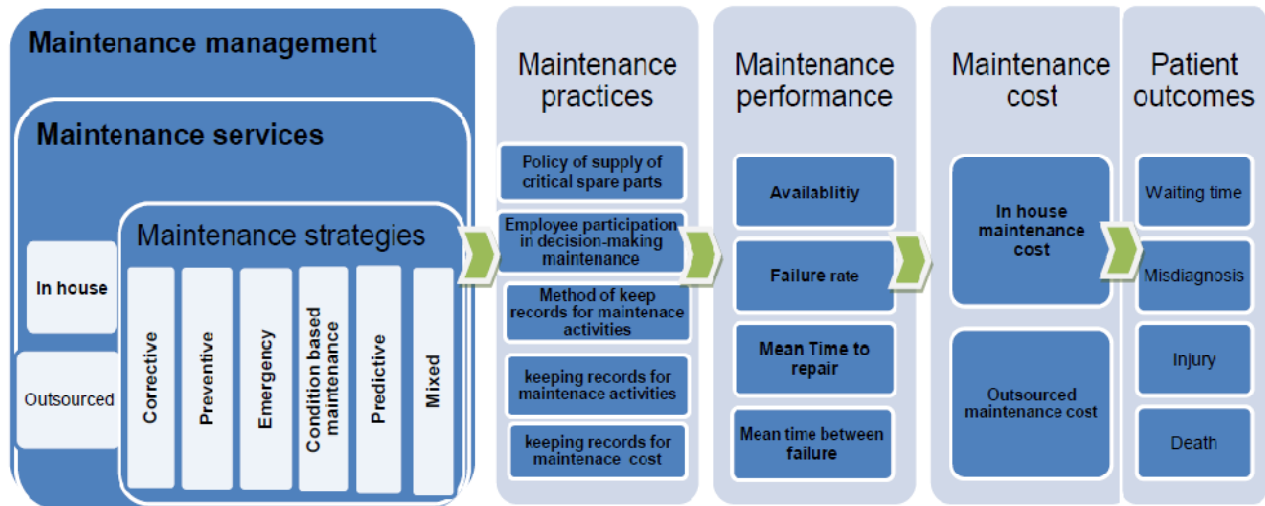 Maintenance management
Maintenance services
In house
Outsourced
Maintenance strategies
Corrective
Preventive
Emergency
Condition based
maintenance
Predictive
Mixed
Maintenance
practices
Policy of supply of
critical spare parts
Employee participation
in decision-making
maintenance
Method of keep
records for maintenace
activities
keeping records for
maintenace activities
keeping records for
maintenace cost
Maintenance
performance
Availablitiy
Failure rate
Mean Time to
repair
Mean time between
failure
Maintenance
cost
In house
maintenance
cost
Outsourced
maintenance cost
Patient
outcomes
Waiting time
Misdiagnosis
Injury
Death